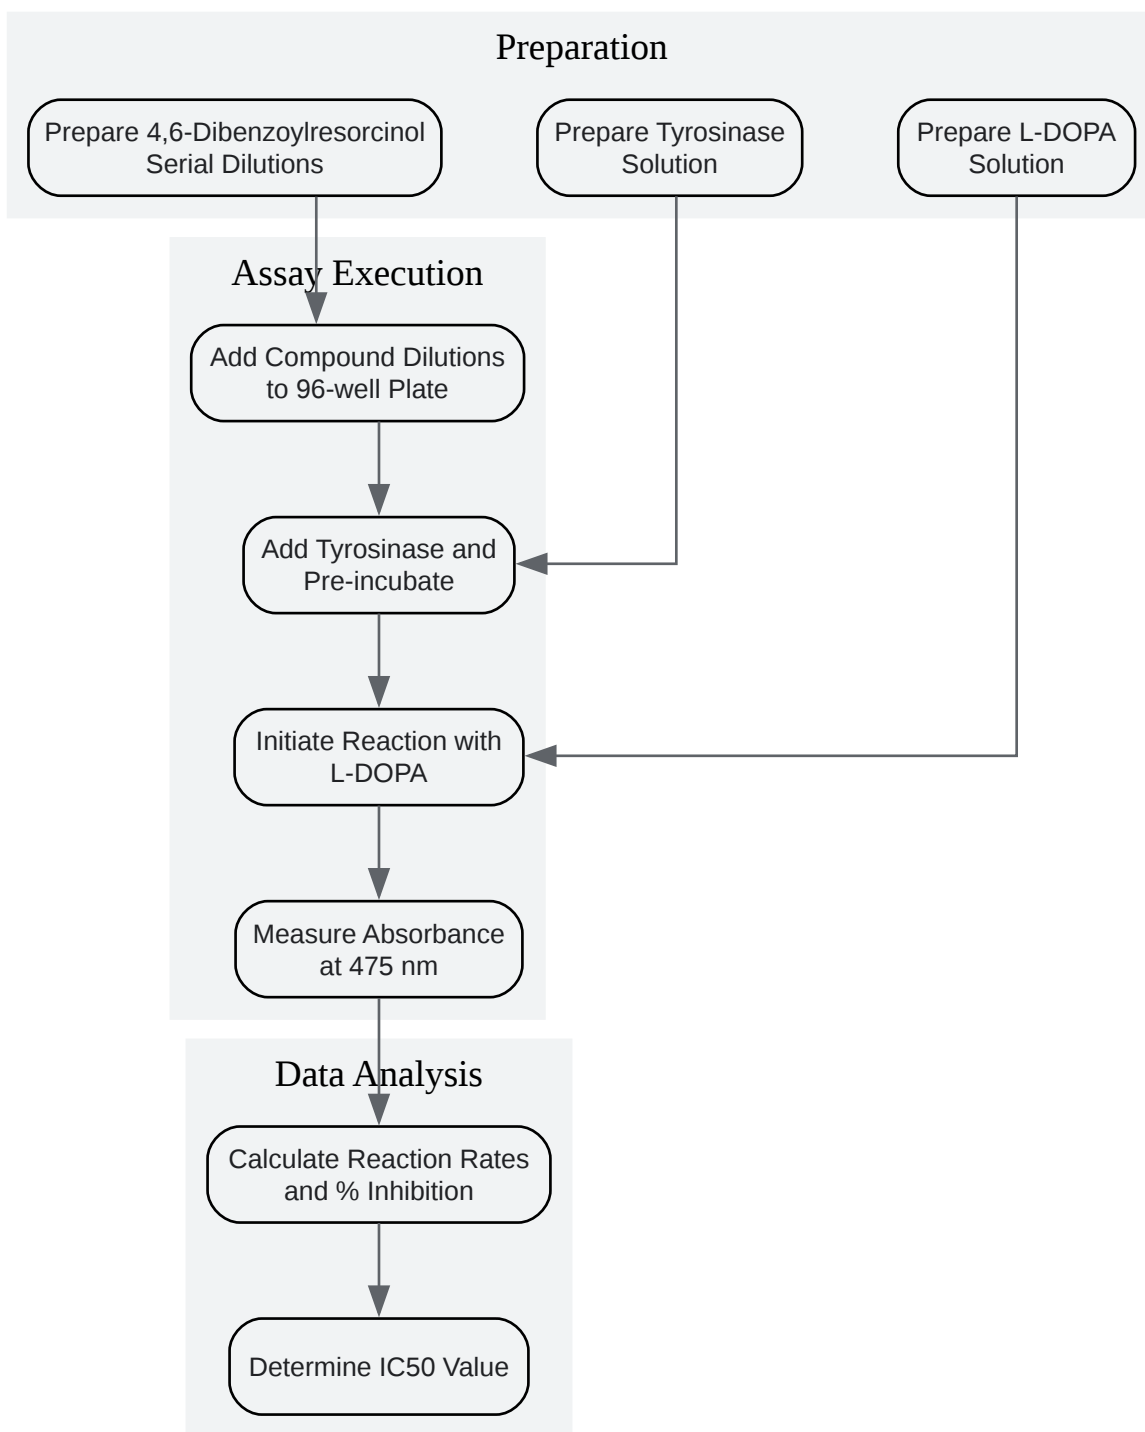 Preparation
Prepare 4,6-Dibenzoylresorcinol
Serial Dilutions
Prepare Tyrosinase
Solution
Prepare L-DOPA
Solution
Assay Execution
Add Compound Dilutions
to 96-well Plate
Add Tyrosinase and
Pre-incubate
Initiate Reaction with
L-DOPA
Measure Absorbance
at 475 nm
Data Analysis
Calculate Reaction Rates
and % Inhibition
Determine IC50 Value